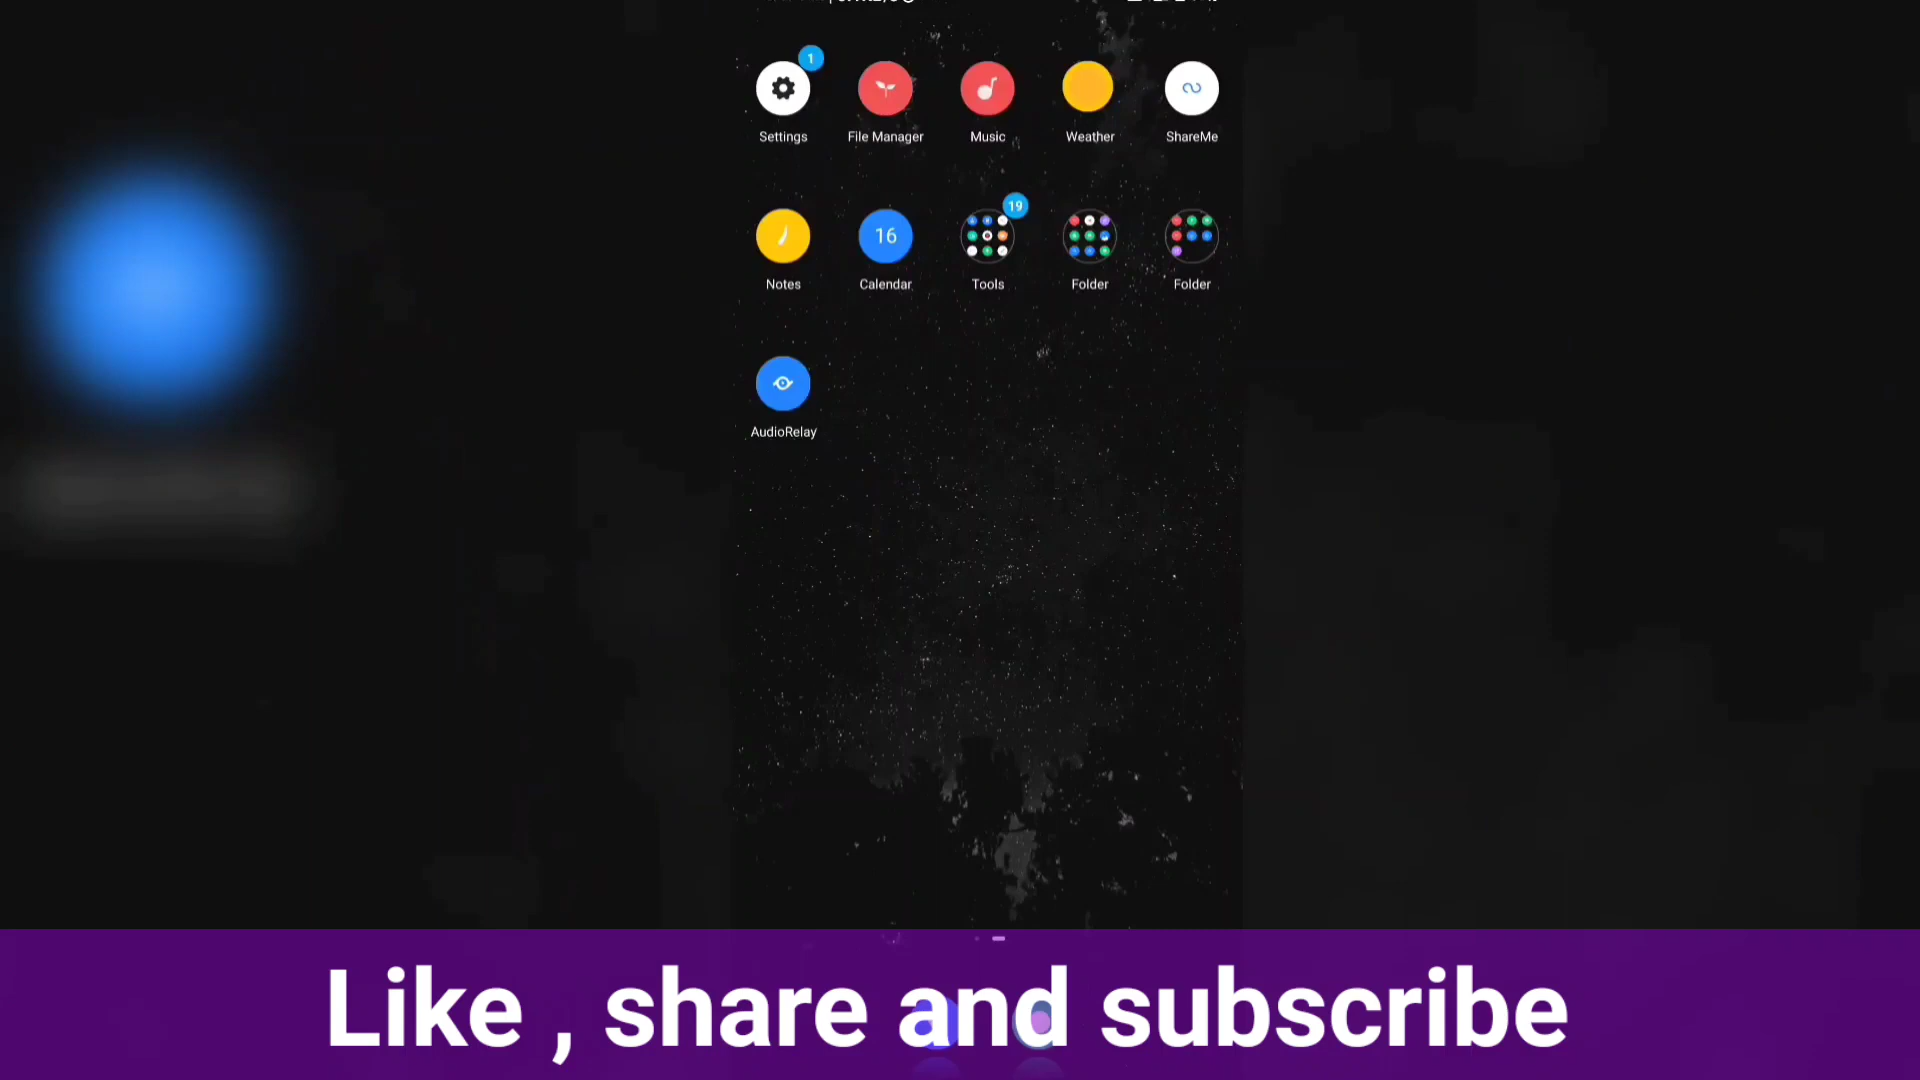 1
Settings File Manager Music Weather ShareMe
19
16
Notes Calendar Tools Folder Folder
AudioRelay
Like , share and subscribe